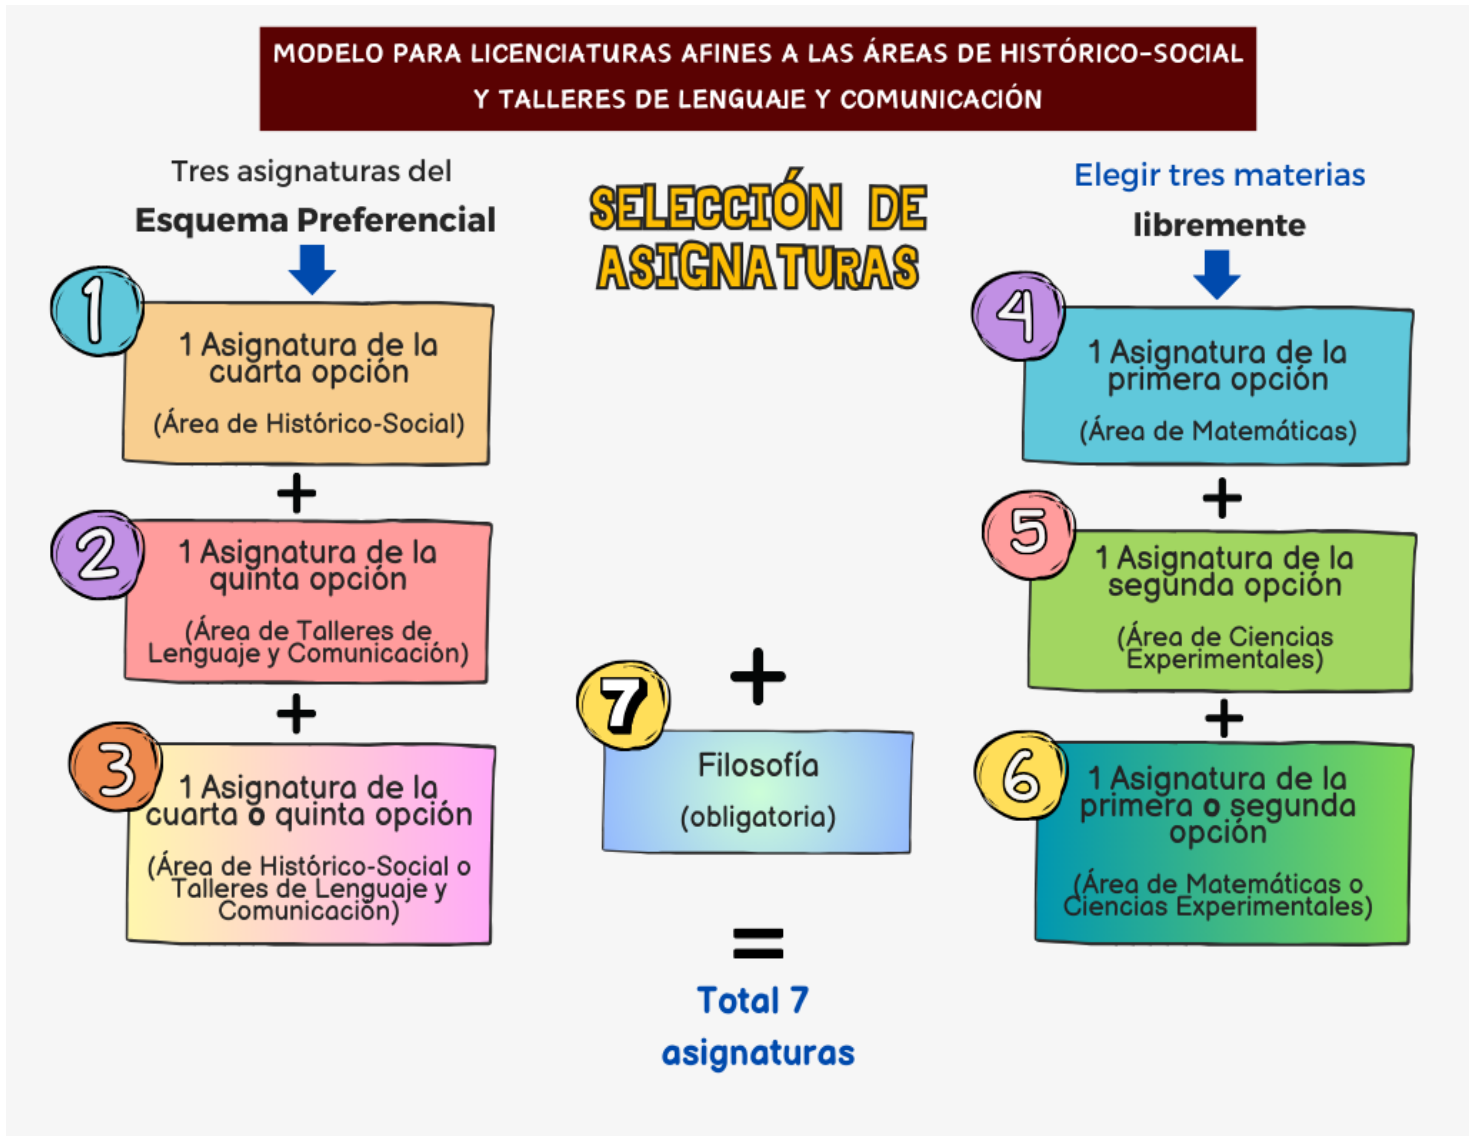 MODELO PARA LICENCIATURAS AFINES A LAS ÁREAS DE HISTÓRICO-SOCIAL
Y TALLERES DE LENGUAJE Y COMUNICACIÓN
Tres asignaturas del
Esquema Preferencial
SELECCIÓN DE
ASIGNATURAS
Elegir tres materias
libremente
1
1 Asignatura de la
cuarta opción
(Área de Histórico-Social)
+
2
1 Asignatura de la
quinta opción
(Área de Talleres de
Lenguaje y Comunicación)
+
3
1 Asignatura de la
cuarta o quinta opción
(Área de Histórico-Social o
Talleres de Lenguaje y
Comunicación)
4
1 Asignatura de la
primera opción
(Área de Matemáticas)
+
5
1 Asignatura de la
segunda opción
(Área de Ciencias
Experimentales)
+
6
1 Asignatura de la
primera o segunda
opción
(Área de Matemáticas o
Ciencias Experimentales)
+
7
Filosofía
(obligatoria)
=
Total 7
asignaturas